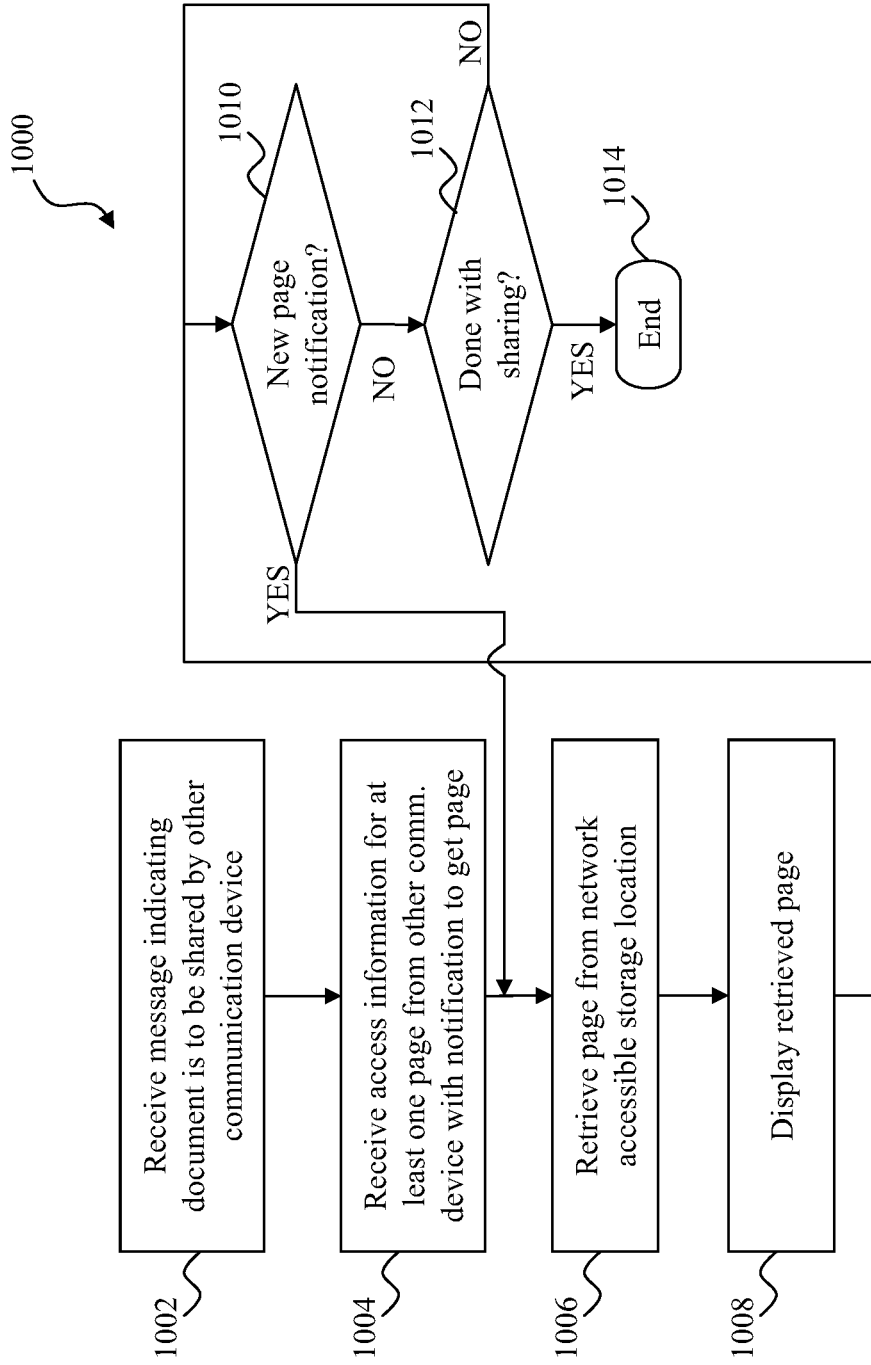 1000
1002
Receive message indicating
document is to be shared by other
communication device
1004
Receive access information for at
least one page from other comm.
device with notification to get page
1006
Retrieve page from network
accessible storage location
1008
Display retrieved page
1010
New page
notification?
YES
NO
1012
Done with
sharing?
NO
YES
1014
End